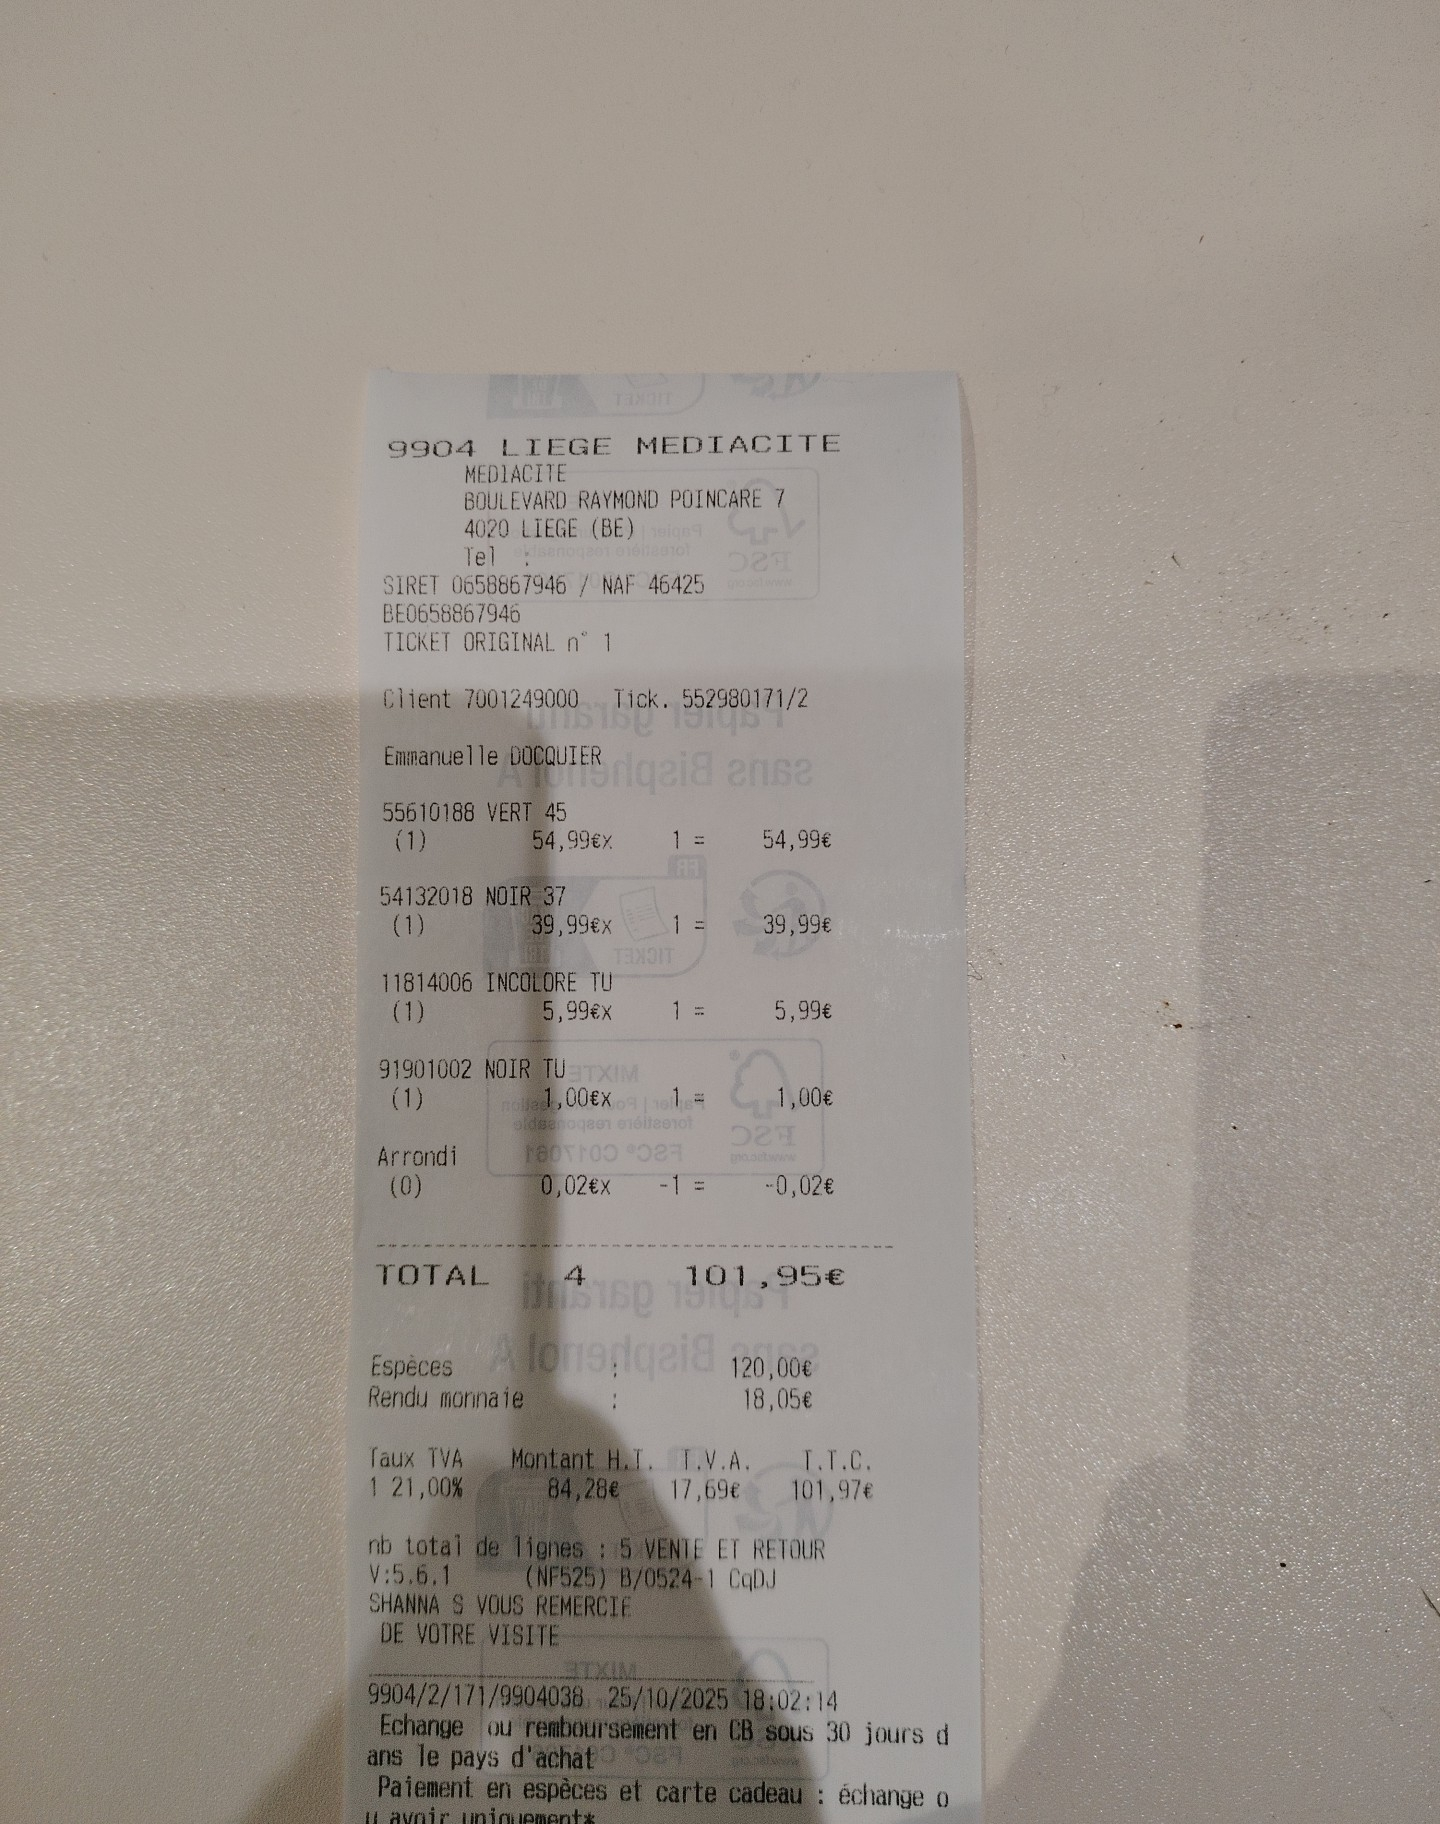 9904 LIEGE MEDIACITE
MEDIACITE
BOULEVARD RAYMOND POINCARE 7
4020 LIEGE (BE)
Tel :
SIRET 0658867946 / NAF 46425
BE0658867946
TICKET ORIGINAL n° 1
Client 7001249000 Tick. 552980171/2
Emmanuelle DOCQUIER
55610188 VERT 45
(1) 54,99€x 1 = 54,99€
54132018 NOIR 37
(1) 39,99€x 1 = 39,99€
11814006 INCOLORE TU
(1) 5,99€x 1 = 5,99€
91901002 NOIR TU
(1) 1,00€x 1 = 1,00€
Arrondi
(0) 0,02€x -1 = -0,02€
TOTAL 4 101,95€
Espèces : 120,00€
Rendu monnaie : 18,05€
Taux TVA Montant H.T. T.V.A. T.T.C.
1 21,00% 84,28€ 17,69€ 101,97€
nb total de lignes : 5 VENTE ET RETOUR
V:5.6.1 (NF525) B/0524-1 CqDJ
SHANNA S VOUS REMERCIE
DE VOTRE VISITE
9904/2/171/9904038 25/10/2025 18:02:14
Echange ou remboursement en CB sous 30 jours d
ans le pays d'achat
Paiement en espèces et carte cadeau : échange o
u avoir uniquement*